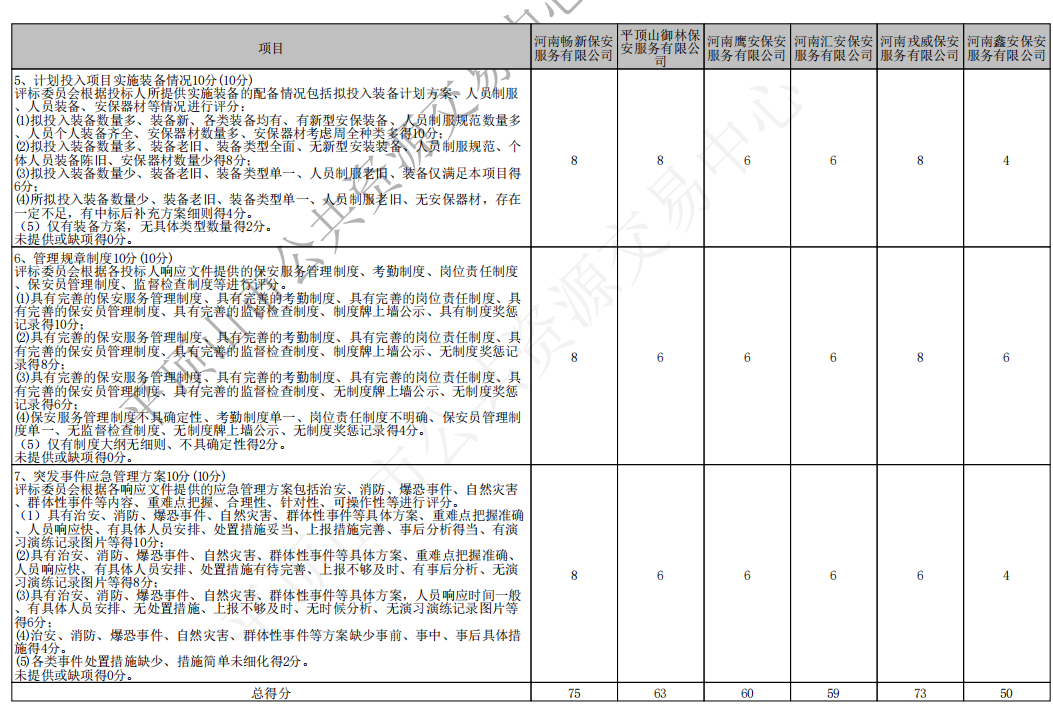 项目
河南畅新保安
服务有限公司
平顶山御林保
安服务有限公
司
河南鹰安保安
服务有限公司
河南汇安保安
服务有限公司
河南戎威保安
服务有限公司
河南鑫安保安
服务有限公司
5、计划投入项目实施装备情况10分(10分)
评标委员会根据投标人所提供实施装备的配备情况包括拟投入装备计划方案、人员制服
、人员装备、安保器材等情况进行评分：
(1)拟投入装备数量多、装备新、各类装备均有、有新型安保装备、人员制服规范数量多
、人员个人装备齐全、安保器材数量多、安保器材考虑周全种类多得10分；
(2)拟投入装备数量多、装备老旧、装备类型全面、无新型安装装备、人员制服规范、个
体人员装备陈旧、安保器材数量少得8分；
(3)拟投入装备数量少、装备老旧、装备类型单一、人员制服老旧、装备仅满足本项目得
6分；
(4)所拟投入装备数量少、装备老旧、装备类型单一、人员制服老旧、无安保器材，存在
一定不足，有中标后补充方案细则得4分。
（5）仅有装备方案，无具体类型数量得2分。
未提供或缺项得0分。
8
8
6
6
8
4
6、管理规章制度10分(10分)
评标委员会根据各投标人响应文件提供的保安服务管理制度、考勤制度、岗位责任制度
、保安员管理制度、监督检查制度等进行评分。
(1)具有完善的保安服务管理制度、具有完善的考勤制度、具有完善的岗位责任制度、具
有完善的保安员管理制度、具有完善的监督检查制度、制度牌上墙公示、具有制度奖惩
记录得10分；
(2)具有完善的保安服务管理制度、具有完善的考勤制度、具有完善的岗位责任制度、具
有完善的保安员管理制度、具有完善的监督检查制度、制度牌上墙公示、无制度奖惩记
录得8分；
(3)具有完善的保安服务管理制度、具有完善的考勤制度、具有完善的岗位责任制度、具
有完善的保安员管理制度、具有完善的监督检查制度、无制度牌上墙公示、无制度奖惩
记录得6分；
(4)保安服务管理制度不具确定性、考勤制度单一、岗位责任制度不明确、保安员管理制
度单一、无监督检查制度、无制度牌上墙公示、无制度奖惩记录得4分。
（5）仅有制度大纲无细则、不具确定性得2分。
未提供或缺项得0分。
8
6
6
6
8
6
7、突发事件应急管理方案10分(10分)
评标委员会根据各响应文件提供的应急管理方案包括治安、消防、爆恐事件、自然灾害
、群体性事件等内容、重难点把握、合理性、针对性、可操作性等进行评分。
（1）具有治安、消防、爆恐事件、自然灾害、群体性事件等具体方案、重难点把握准确
、人员响应快、有具体人员安排、处置措施妥当、上报措施完善、事后分析得当、有演
习演练记录图片等得10分；
(2)具有治安、消防、爆恐事件、自然灾害、群体性事件等具体方案、重难点把握准确、
人员响应快、有具体人员安排、处置措施有待完善、上报不够及时、有事后分析、无演
习演练记录图片等得8分；
(3)具有治安、消防、爆恐事件、自然灾害、群体性事件等具体方案，人员响应时间一般
、有具体人员安排、无处置措施、上报不够及时、无时候分析、无演习演练记录图片等
得6分；
(4)治安、消防、爆恐事件、自然灾害、群体性事件等方案缺少事前、事中、事后具体措
施得4分。
(5)各类事件处置措施缺少、措施简单未细化得2分。
未提供或缺项得0分。
8
6
6
6
6
4
总得分
75
63
60
59
73
50
平顶山市公共资源交易中心
平顶山市公共资源交易中心